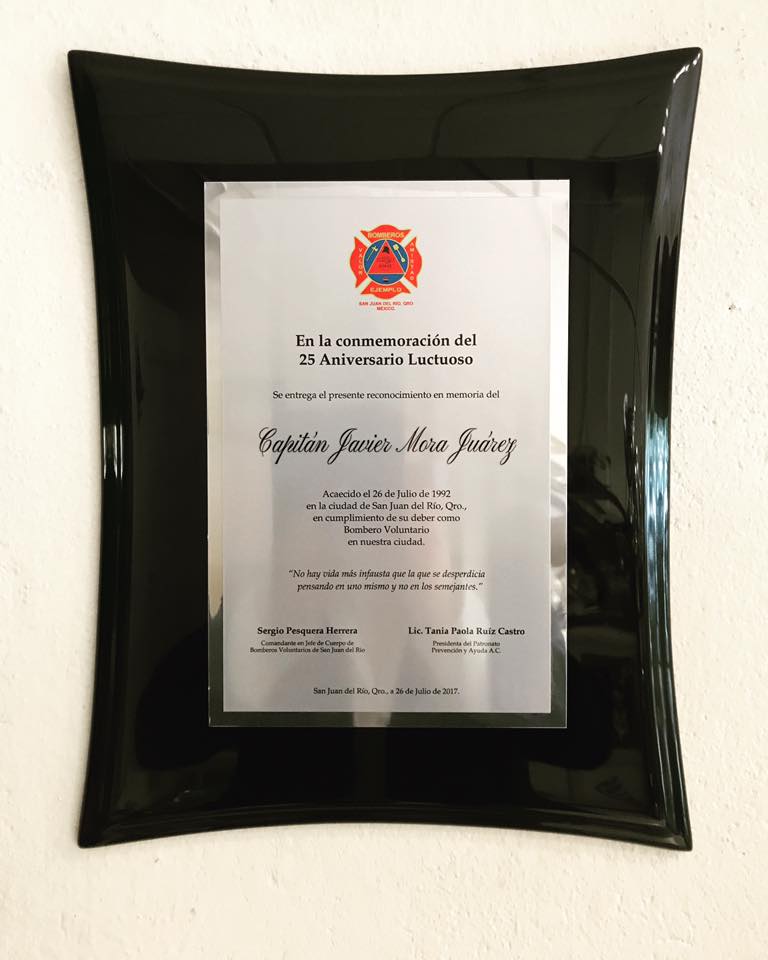 BOMBEROS
VALOR
AMISTAD
EJEMPLO
SAN JUAN DEL RIO, QRO
MÉXICO.
En la conmemoración del
25 Aniversario Luctuoso
Se entrega el presente reconocimiento en memoria del
Capitán Javier Mora Juárez
Acaecido el 26 de Julio de 1992
en la ciudad de San Juan del Río, Qro.,
en cumplimiento de su deber como
Bombero Voluntario
en nuestra ciudad.
“No hay vida más infausta que la que se desperdicia
pensando en uno mismo y no en los semejantes.”
Sergio Pesquera Herrera
Comandante en Jefe de Cuerpo de
Bomberos Voluntarios de San Juan del Río
Lic. Tania Paola Ruíz Castro
Presidenta del Patronato
Prevención y Ayuda A.C.
San Juan del Río, Qro., a 26 de Julio de 2017.